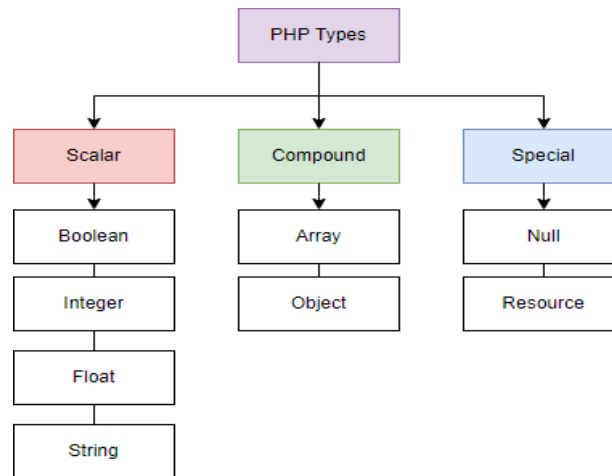 PHP Types
Scalar
Compound
Special
Boolean
Array
Null
Integer
Object
Resource
Float
String